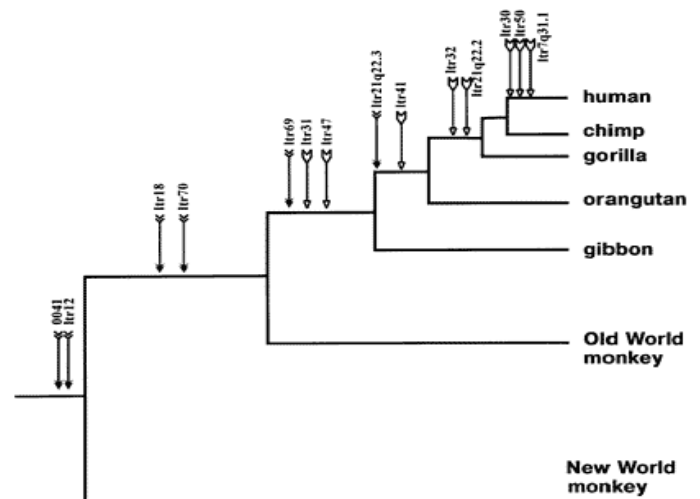 ltr30
ltr50
ltr7q31.1
ltr32
ltr21q22.2
ltr21q22.3
ltr41
ltr69
ltr31
ltr47
ltr18
ltr70
0041
ltr12
human
chimp
gorilla
orangutan
gibbon
Old World
monkey
New World
monkey